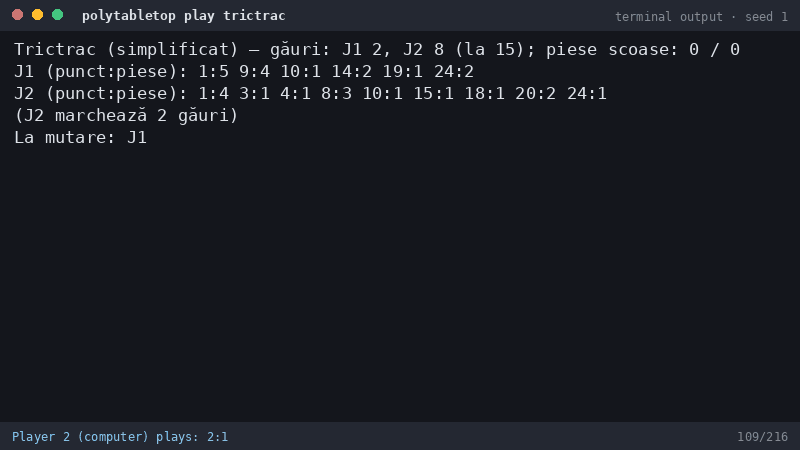 polytabletop play trictrac
terminal output · seed 1
Trictrac (simplificat) — găuri: J1 2, J2 8 (la 15); piese scoase: 0 / 0
J1 (punct:piese): 1:5 9:4 10:1 14:2 19:1 24:2
J2 (punct:piese): 1:4 3:1 4:1 8:3 10:1 15:1 18:1 20:2 24:1
(J2 marchează 2 găuri)
La mutare: J1
Player 2 (computer) plays: 2:1
109/216